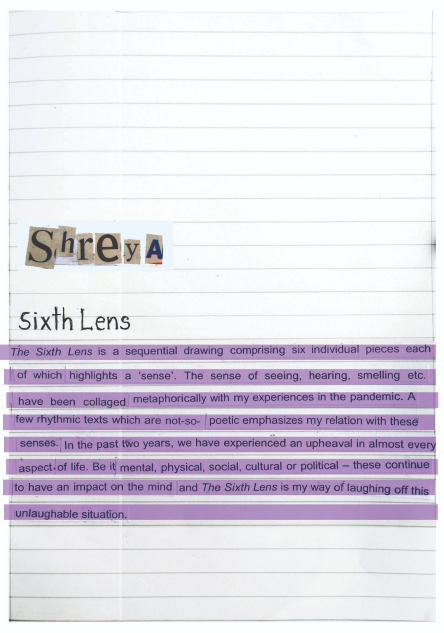 ShreyA
Sixth Lens
The Sixth Lens is a sequential drawing comprising six individual pieces each
of which highlights a 'sense'. The sense of seeing, hearing, smelling etc.
have been collaged metaphorically with my experiences in the pandemic. A
few rhythmic texts which are not-so- poetic emphasizes my relation with these
senses. In the past two years, we have experienced an upheaval in almost every
aspect of life. Be it mental, physical, social, cultural or political – these continue
to have an impact on the mind and The Sixth Lens is my way of laughing off this
unlaughable situation.